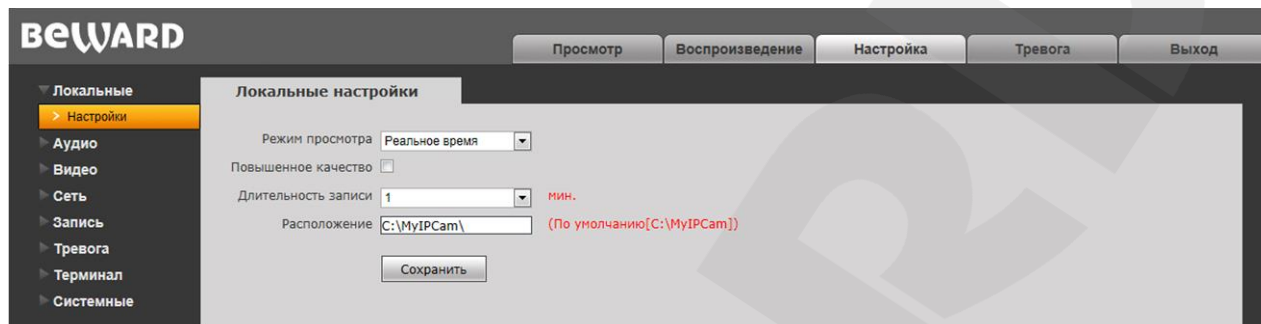 BEWARD
Просмотр Воспроизведение Настройка Тревога Выход
Локальные
> Настройки
Аудио
Видео
Сеть
Запись
Тревога
Терминал
Системные
Локальные настройки
Режим просмотра Реальное время
Повышенное качество
Длительность записи 1 мин.
Расположение C:\MyIPCam\ (По умолчанию[C:\MyIPCam])
Сохранить